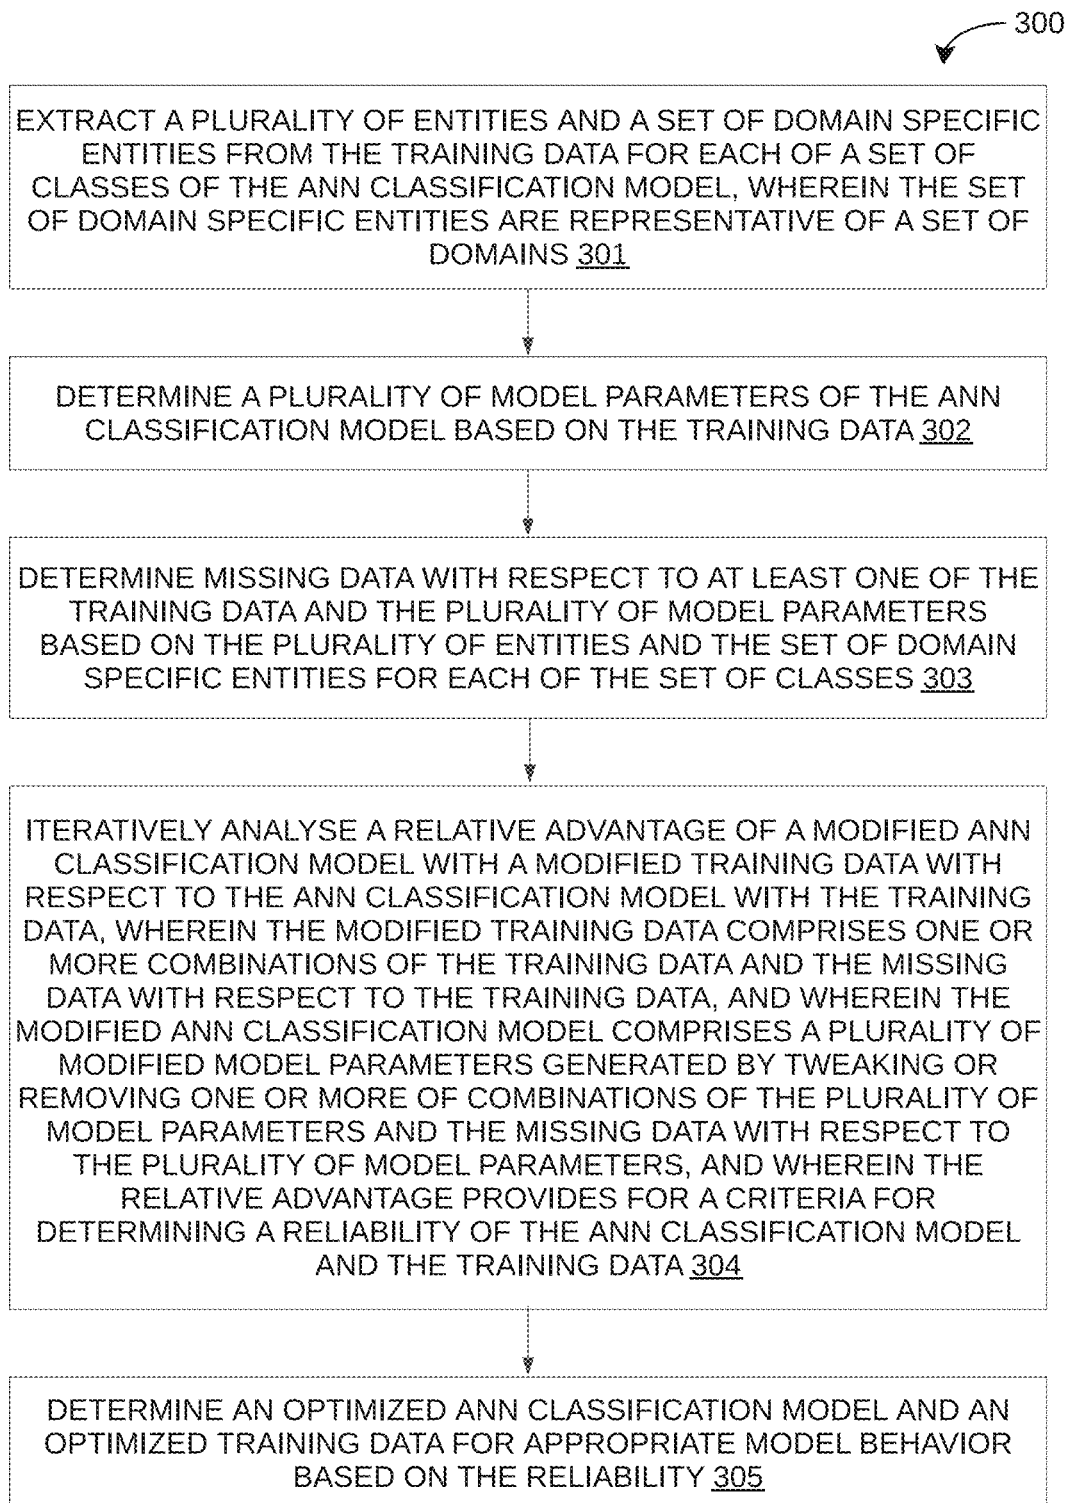 300
EXTRACT A PLURALITY OF ENTITIES AND A SET OF DOMAIN SPECIFIC
ENTITIES FROM THE TRAINING DATA FOR EACH OF A SET OF
CLASSES OF THE ANN CLASSIFICATION MODEL, WHEREIN THE SET
OF DOMAIN SPECIFIC ENTITIES ARE REPRESENTATIVE OF A SET OF
DOMAINS 301
DETERMINE A PLURALITY OF MODEL PARAMETERS OF THE ANN
CLASSIFICATION MODEL BASED ON THE TRAINING DATA 302
DETERMINE MISSING DATA WITH RESPECT TO AT LEAST ONE OF THE
TRAINING DATA AND THE PLURALITY OF MODEL PARAMETERS
BASED ON THE PLURALITY OF ENTITIES AND THE SET OF DOMAIN
SPECIFIC ENTITIES FOR EACH OF THE SET OF CLASSES 303
ITERATIVELY ANALYSE A RELATIVE ADVANTAGE OF A MODIFIED ANN
CLASSIFICATION MODEL WITH A MODIFIED TRAINING DATA WITH
RESPECT TO THE ANN CLASSIFICATION MODEL WITH THE TRAINING
DATA, WHEREIN THE MODIFIED TRAINING DATA COMPRISES ONE OR
MORE COMBINATIONS OF THE TRAINING DATA AND THE MISSING
DATA WITH RESPECT TO THE TRAINING DATA, AND WHEREIN THE
MODIFIED ANN CLASSIFICATION MODEL COMPRISES A PLURALITY OF
MODIFIED MODEL PARAMETERS GENERATED BY TWEAKING OR
REMOVING ONE OR MORE OF COMBINATIONS OF THE PLURALITY OF
MODEL PARAMETERS AND THE MISSING DATA WITH RESPECT TO
THE PLURALITY OF MODEL PARAMETERS, AND WHEREIN THE
RELATIVE ADVANTAGE PROVIDES FOR A CRITERIA FOR
DETERMINING A RELIABILITY OF THE ANN CLASSIFICATION MODEL
AND THE TRAINING DATA 304
DETERMINE AN OPTIMIZED ANN CLASSIFICATION MODEL AND AN
OPTIMIZED TRAINING DATA FOR APPROPRIATE MODEL BEHAVIOR
BASED ON THE RELIABILITY 305